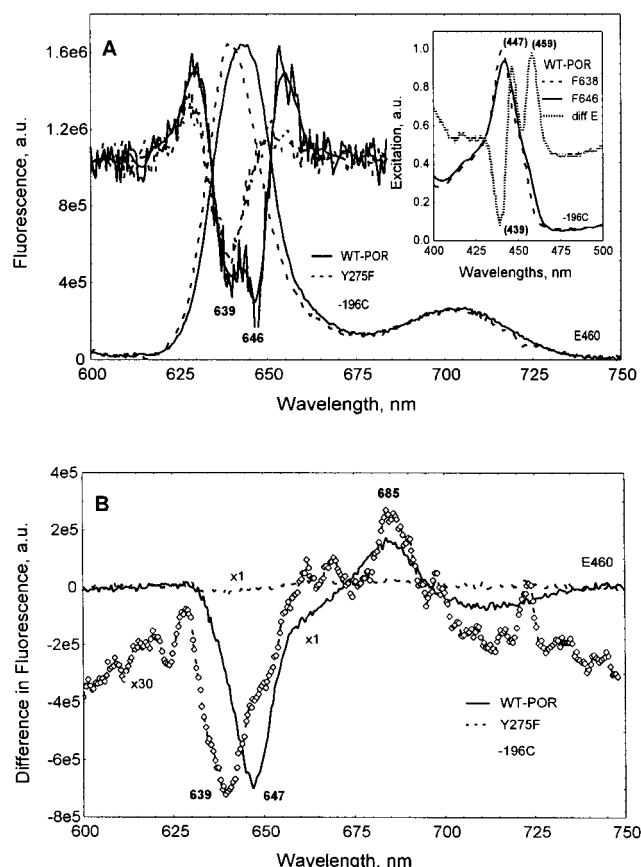 A
1.6e6
1.2e6
8e5
4e5
0
Fluorescence, a.u.
600
625
650
675
700
725
750
Wavelength, nm
639
646
WT-POR
Y275F
-196C
E460
(447)
(459)
1.0
0.8
0.6
0.4
0.2
0.0
Excitation, a.u.
WT-POR
F638
F646
diff E
-196C
(439)
400
425
450
475
500
Wavelengths, nm
B
4e5
2e5
0
-2e5
-4e5
-6e5
-8e5
Difference in Fluorescence, a.u.
685
E460
x1
x1
x30
WT-POR
Y275F
-196C
639
647
600
625
650
675
700
725
750
Wavelength, nm